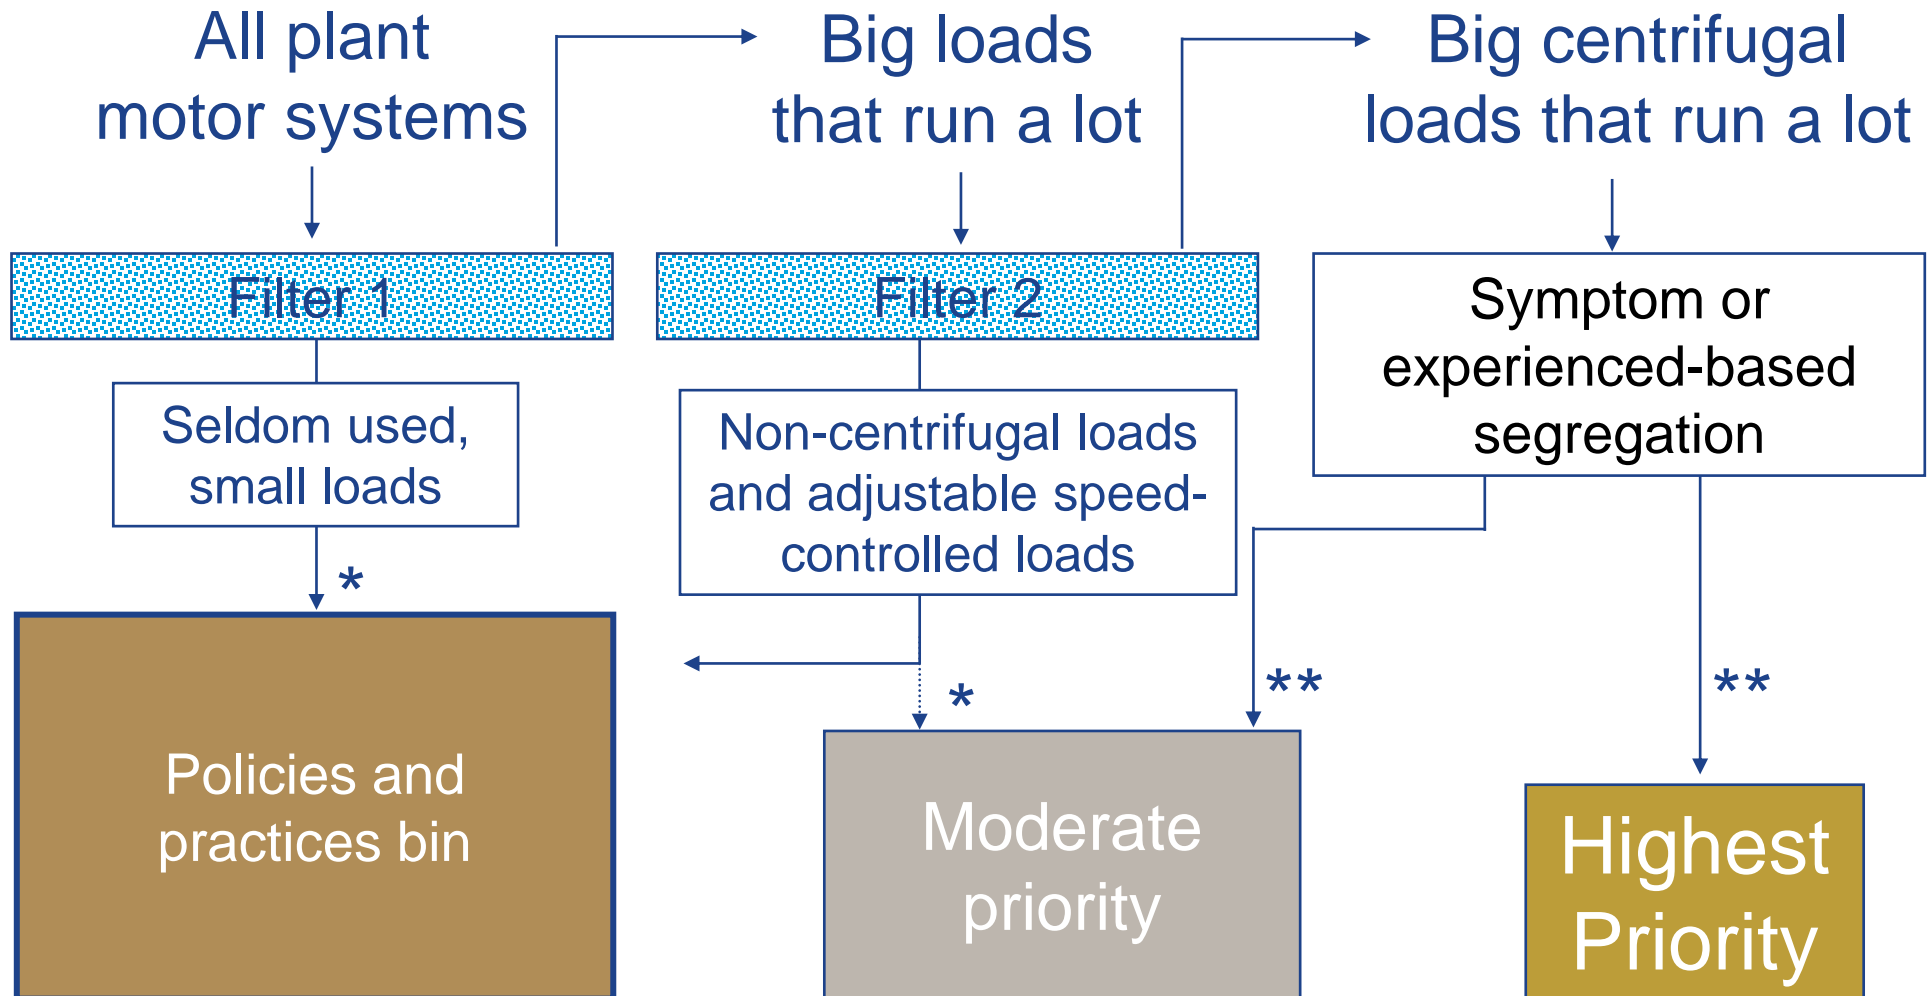 All plant
motor systems
Big loads
that run a lot
Big centrifugal
loads that run a lot
Filter 1
Filter 2
Symptom or
experienced-based
segregation
Seldom used,
small loads
Non-centrifugal loads
and adjustable speed-
controlled loads
*
*
**
**
Policies and
practices bin
Moderate
priority
Highest
Priority